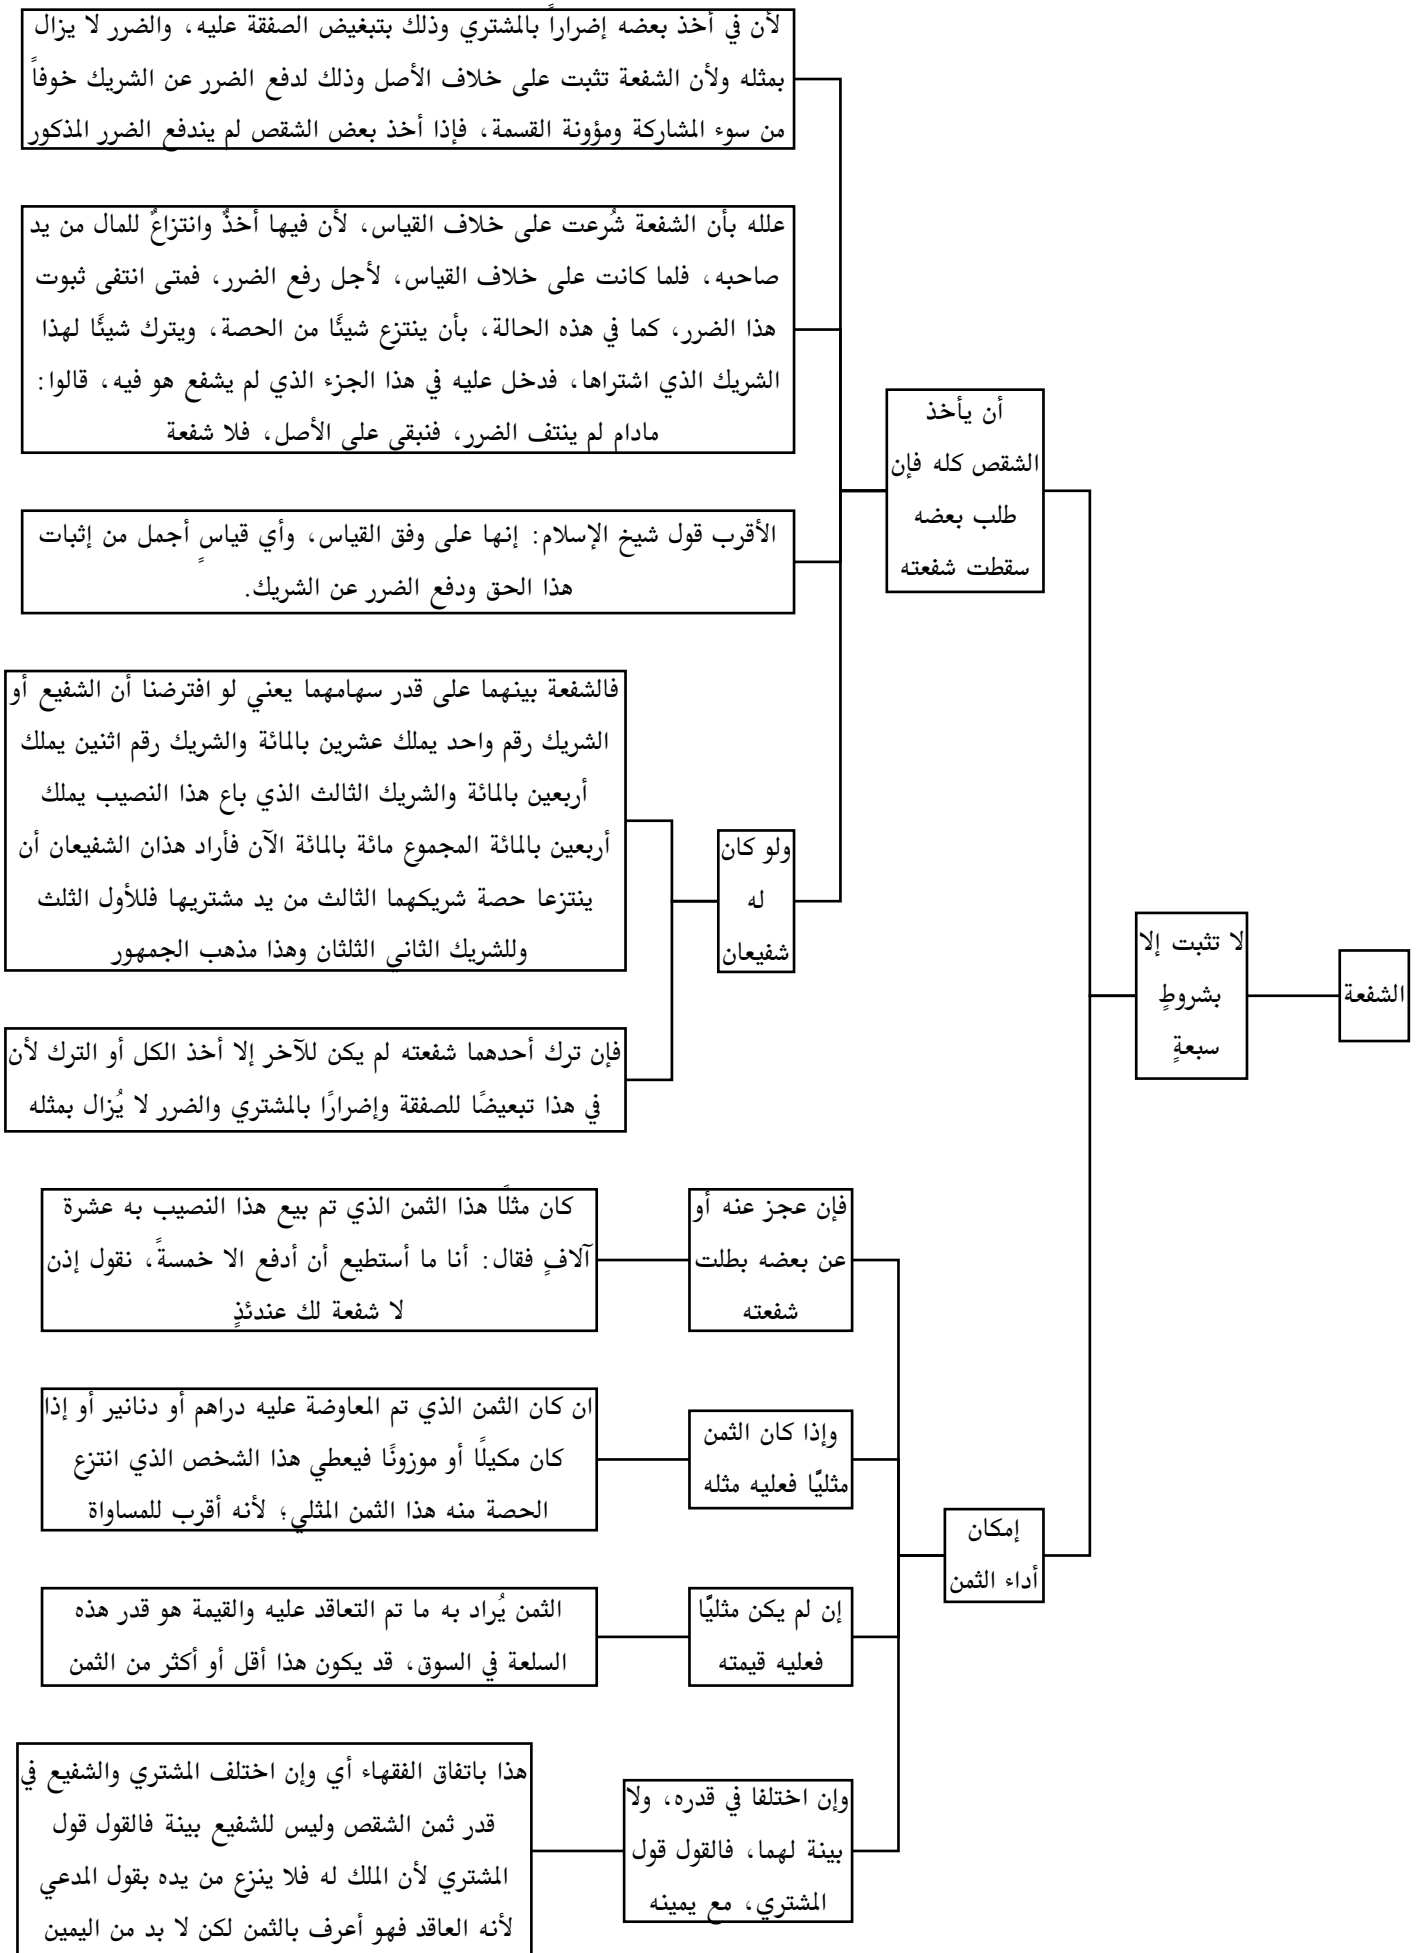 الشفعة
لا تثبت إلا
بشروطٍ
سبعةٍ
أن يأخذ
الشقص كله فإن
طلب بعضه
سقطت شفعته
لأن في أخذ بعضه إضراراً بالمشتري وذلك بتبغيض الصفقة عليه، والضرر لا يزال
بمثله ولأن الشفعة تثبت على خلاف الأصل وذلك لدفع الضرر عن الشريك خوفاً
من سوء المشاركة ومؤونة القسمة، فإذا أخذ بعض الشقص لم يندفع الضرر المذكور
علله بأن الشفعة شُرعت على خلاف القياس، لأن فيها أخذٌ وانتزاعٌ للمال من يد
صاحبه، فلما كانت على خلاف القياس، لأجل رفع الضرر، فمتى انتفى ثبوت
هذا الضرر، كما في هذه الحالة، بأن ينتزع شيئًا من الحصة، ويترك شيئًا لهذا
الشريك الذي اشتراها، فدخل عليه في هذا الجزء الذي لم يشفع هو فيه، قالوا:
مادام لم ينتف الضرر، فنبقى على الأصل، فلا شفعة
الأقرب قول شيخ الإسلام: إنها على وفق القياس، وأي قياسٍ أجمل من إثبات
هذا الحق ودفع الضرر عن الشريك.
ولو كان
له
شفيعان
فالشفعة بينهما على قدر سهامهما يعني لو افترضنا أن الشفيع أو
الشريك رقم واحد يملك عشرين بالمائة والشريك رقم اثنين يملك
أربعين بالمائة والشريك الثالث الذي باع هذا النصيب يملك
أربعين بالمائة المجموع مائة بالمائة الآن فأراد هذان الشفيعان أن
ينتزعا حصة شريكهما الثالث من يد مشتريها فللأول الثلث
وللشريك الثاني الثلثان وهذا مذهب الجمهور
فإن ترك أحدهما شفعته لم يكن للآخر إلا أخذ الكل أو الترك لأن
في هذا تبعيضًا للصفقة وإضرارًا بالمشتري والضرر لا يُزال بمثله
إمكان
أداء الثمن
فإن عجز عنه أو
عن بعضه بطلت
شفعته
كان مثلًا هذا الثمن الذي تم بيع هذا النصيب به عشرة
آلافٍ فقال: أنا ما أستطيع أن أدفع الا خمسةً، نقول إذن
لا شفعة لك عندئذٍ
وإذا كان الثمن
مثليًّا فعليه مثله
ان كان الثمن الذي تم المعاوضة عليه دراهم أو دنانير أو إذا
كان مكيلًا أو موزونًا فيعطي هذا الشخص الذي انتزع
الحصة منه هذا الثمن المثلي؛ لأنه أقرب للمساواة
إن لم يكن مثليًّا
فعليه قيمته
الثمن يُراد به ما تم التعاقد عليه والقيمة هو قدر هذه
السلعة في السوق، قد يكون هذا أقل أو أكثر من الثمن
وإن اختلفا في قدره، ولا
بينة لهما، فالقول قول
المشتري، مع يمينه
هذا باتفاق الفقهاء أي وإن اختلف المشتري والشفيع في
قدر ثمن الشقص وليس للشفيع بينة فالقول قول
المشتري لأن الملك له فلا ينزع من يده بقول المدعي
لأنه العاقد فهو أعرف بالثمن لكن لا بد من اليمين